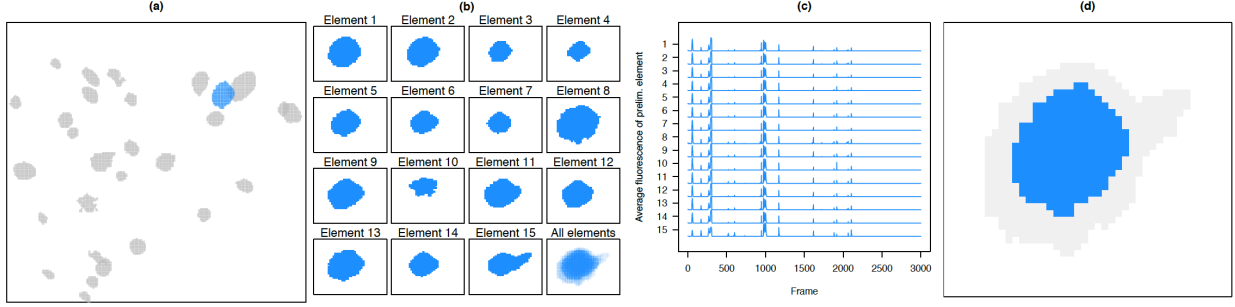 (a)
(b)
Element 1 Element 2 Element 3 Element 4
Element 5 Element 6 Element 7 Element 8
Element 9 Element 10 Element 11 Element 12
Element 13 Element 14 Element 15 All elements
(c)
Average fluorescence of prelim. element
1
2
3
4
5
6
7
8
9
10
11
12
13
14
15
0 500 1000 1500 2000 2500 3000
Frame
(d)